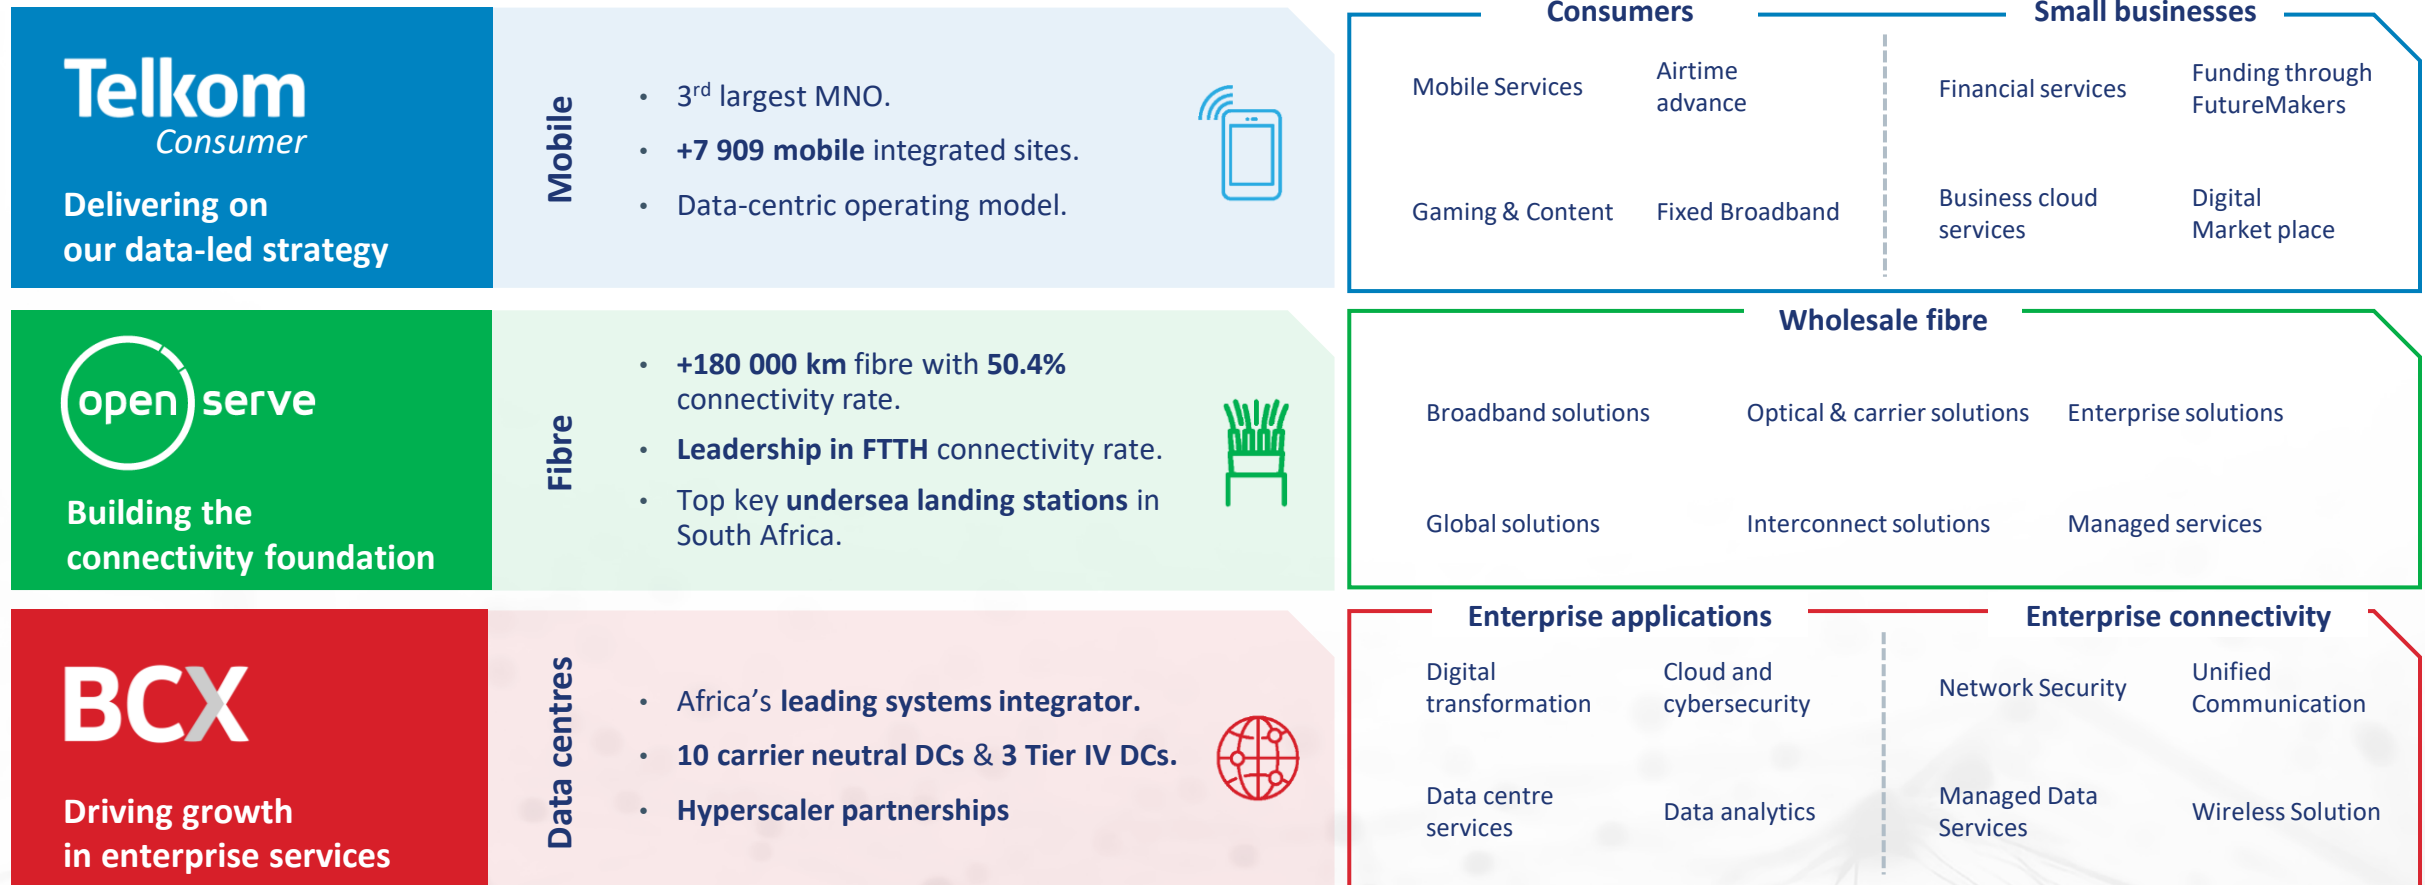 Telkom
Consumer
Delivering on
our data-led strategy
Mobile
• 3rd largest MNO.
• +7 909 mobile integrated sites.
• Data-centric operating model.
Consumers
Small businesses
Mobile Services
Airtime
advance
Financial services
Funding through
FutureMakers
Gaming & Content
Fixed Broadband
Business cloud
services
Digital
Market place
open serve
Building the
connectivity foundation
Fibre
• +180 000 km fibre with 50.4%
connectivity rate.
• Leadership in FTTH connectivity rate.
• Top key undersea landing stations in
South Africa.
Wholesale fibre
Broadband solutions
Optical & carrier solutions
Enterprise solutions
Global solutions
Interconnect solutions
Managed services
BCX
Driving growth
in enterprise services
Data centres
• Africa’s leading systems integrator.
• 10 carrier neutral DCs & 3 Tier IV DCs.
• Hyperscaler partnerships
Enterprise applications
Enterprise connectivity
Digital
transformation
Cloud and
cybersecurity
Network Security
Unified
Communication
Data centre
services
Data analytics
Managed Data
Services
Wireless Solution